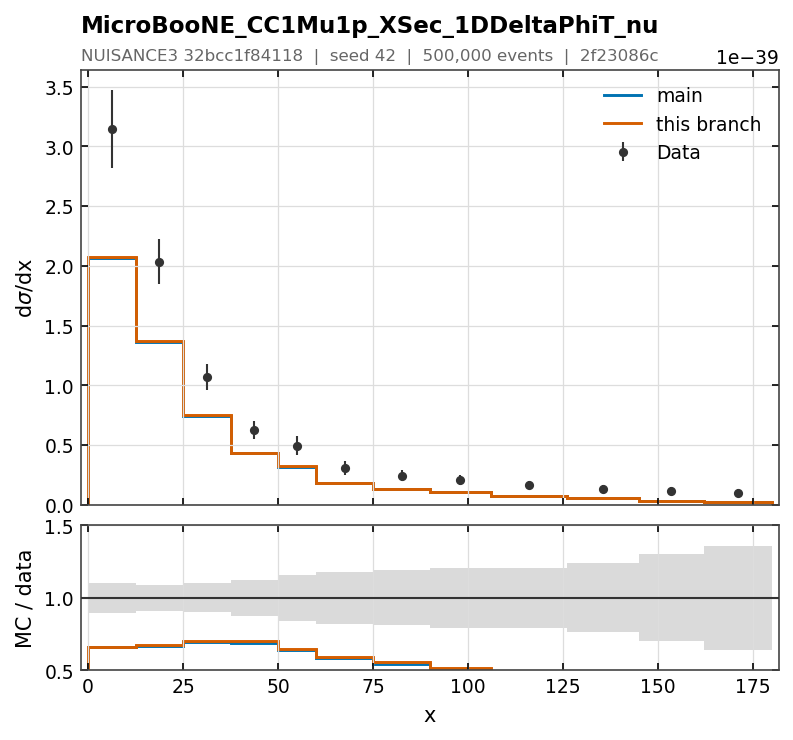 MicroBooNE_CC1Mu1p_XSec_1DDeltaPhiT_nu
NUISANCE3 32bcc1f84118 | seed 42 | 500,000 events | 2f23086c
1e−39
main
this branch
Data
dσ/dx
3.5
3.0
2.5
2.0
1.5
1.0
0.5
0.0
MC / data
1.5
1.0
0.5
0 25 50 75 100 125 150 175
x